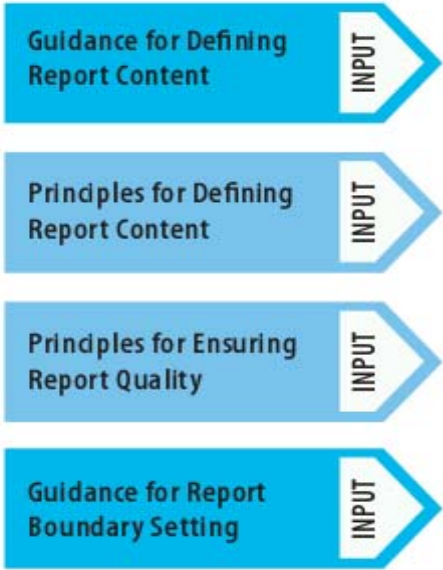 Guidance for Defining
Report Content
INPUT
Principles for Defining
Report Content
INPUT
Principles for Ensuring
Report Quality
INPUT
Guidance for Report
Boundary Setting
INPUT